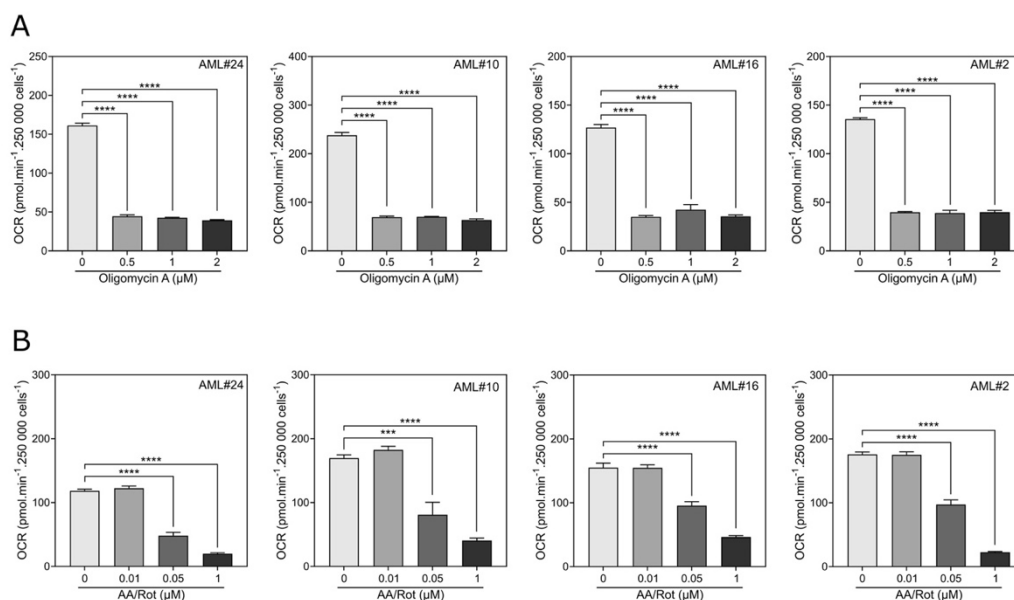 A
AML#24
OCR (pmol.min⁻¹.250 000 cells⁻¹)
250
200
150
100
50
0
****
****
****
0 0.5 1 2
Oligomycin A (µM)
AML#10
OCR (pmol.min⁻¹.250 000 cells⁻¹)
400
300
200
100
0
****
****
****
0 0.5 1 2
Oligomycin A (µM)
AML#16
OCR (pmol.min⁻¹.250 000 cells⁻¹)
200
150
100
50
0
****
****
****
0 0.5 1 2
Oligomycin A (µM)
AML#2
OCR (pmol.min⁻¹.250 000 cells⁻¹)
200
150
100
50
0
****
****
****
0 0.5 1 2
Oligomycin A (µM)
B
AML#24
OCR (pmol.min⁻¹.250 000 cells⁻¹)
300
200
100
0
****
****
0 0.01 0.05 1
AA/Rot (µM)
AML#10
OCR (pmol.min⁻¹.250 000 cells⁻¹)
300
200
100
0
****
***
0 0.01 0.05 1
AA/Rot (µM)
AML#16
OCR (pmol.min⁻¹.250 000 cells⁻¹)
300
200
100
0
****
****
0 0.01 0.05 1
AA/Rot (µM)
AML#2
OCR (pmol.min⁻¹.250 000 cells⁻¹)
300
200
100
0
****
****
0 0.01 0.05 1
AA/Rot (µM)